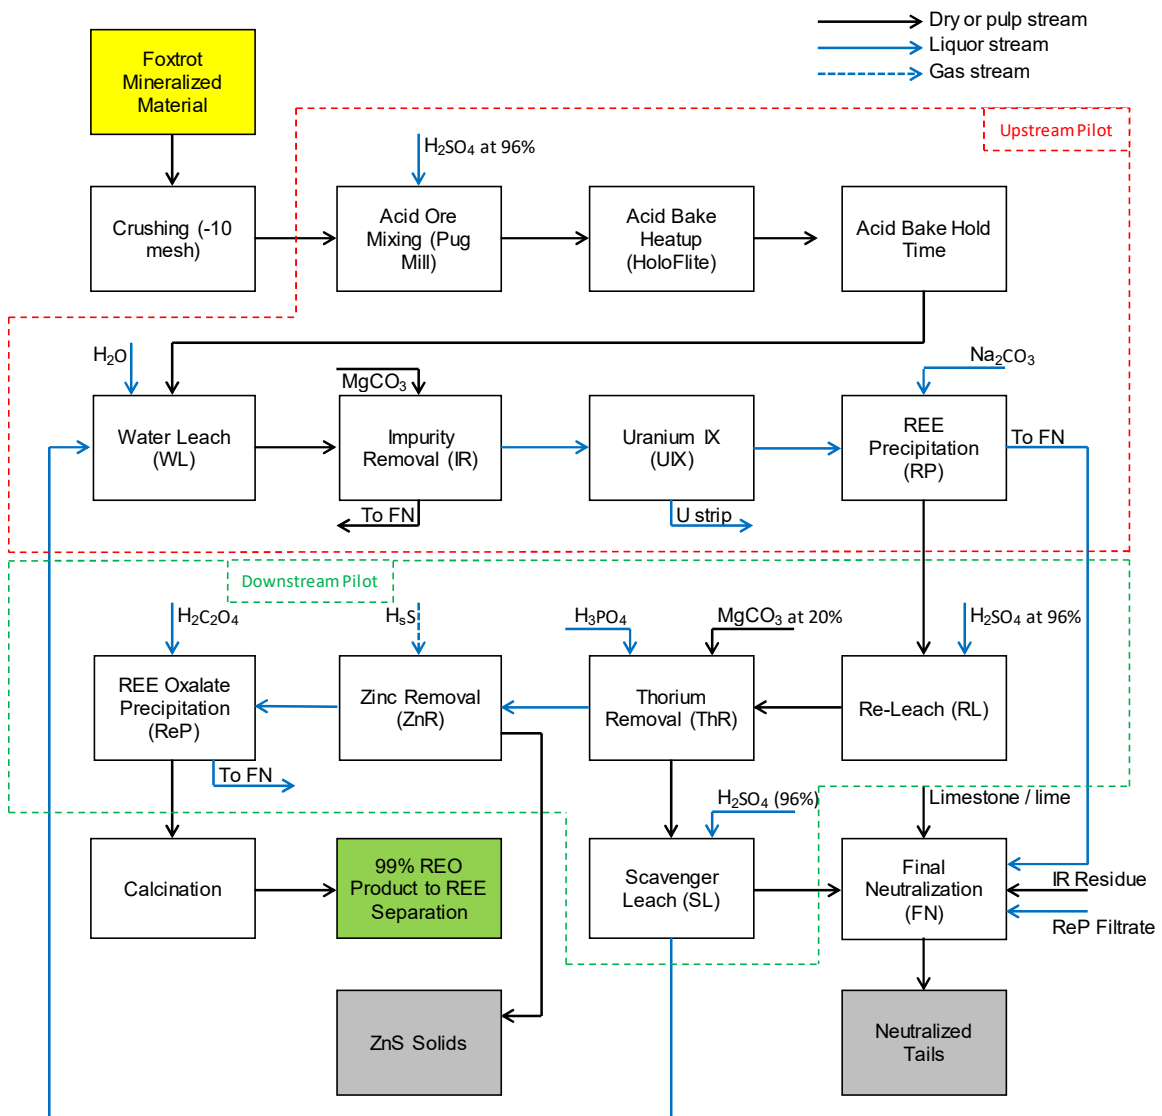 Dry or pulp stream
Liquor stream
Gas stream
Foxtrot
Mineralized
Material
Upstream Pilot
H₂SO₄ at 96%
Crushing (-10
mesh)
Acid Ore
Mixing (Pug
Mill)
Acid Bake
Heatup
(HoloFlite)
Acid Bake Hold
Time
H₂O
MgCO₃
Na₂CO₃
Water Leach
(WL)
Impurity
Removal (IR)
Uranium IX
(UIX)
REE
Precipitation
(RP)
To FN
To FN
U strip
Downstream Pilot
H₂C₂O₄
HₛS
H₃PO₄
MgCO₃ at 20%
H₂SO₄ at 96%
REE Oxalate
Precipitation
(ReP)
Zinc Removal
(ZnR)
Thorium
Removal (ThR)
Re-Leach (RL)
To FN
H₂SO₄ (96%)
Limestone / lime
Calcination
99% REO
Product to REE
Separation
Scavenger
Leach (SL)
Final
Neutralization
(FN)
IR Residue
ReP Filtrate
ZnS Solids
Neutralized
Tails